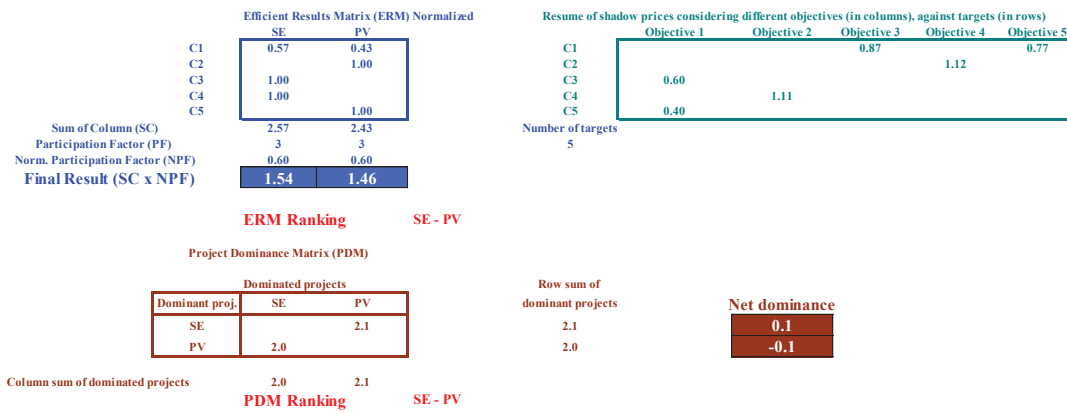 Efficient Results Matrix (ERM) Normalized
SE PV
C1 0.57 0.43
C2 1.00
C3 1.00
C4 1.00
C5 1.00
Sum of Column (SC) 2.57 2.43
Participation Factor (PF) 3 3
Norm. Participation Factor (NPF) 0.60 0.60
Final Result (SC x NPF) 1.54 1.46
ERM Ranking SE - PV
Resume of shadow prices considering different objectives (in columns), against targets (in rows)
Objective 1 Objective 2 Objective 3 Objective 4 Objective 5
C1 0.87 0.77
C2 1.12
C3 0.60
C4 1.11
C5 0.40
Number of targets
5
Project Dominance Matrix (PDM)
Dominated projects
Dominant proj. SE PV
SE 2.1
PV 2.0
Column sum of dominated projects 2.0 2.1
PDM Ranking SE - PV
Row sum of
dominant projects
2.1
2.0
Net dominance
0.1
-0.1